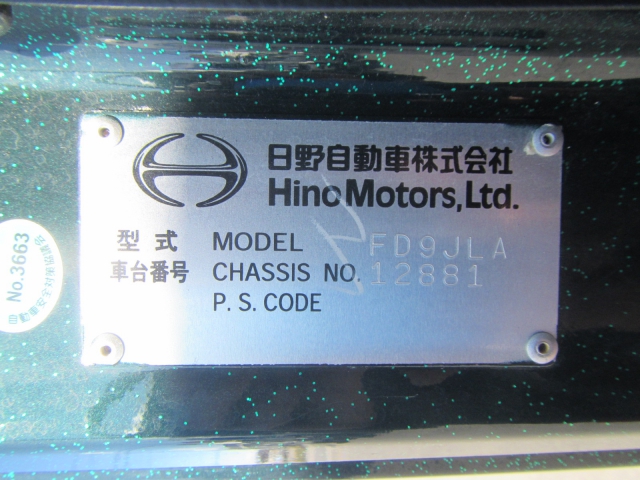 日野自動車株式会社
Hino Motors, Ltd.
型式 MODEL FD9JLA
車台番号 CHASSIS NO. 12881
P.S. CODE
No.3663